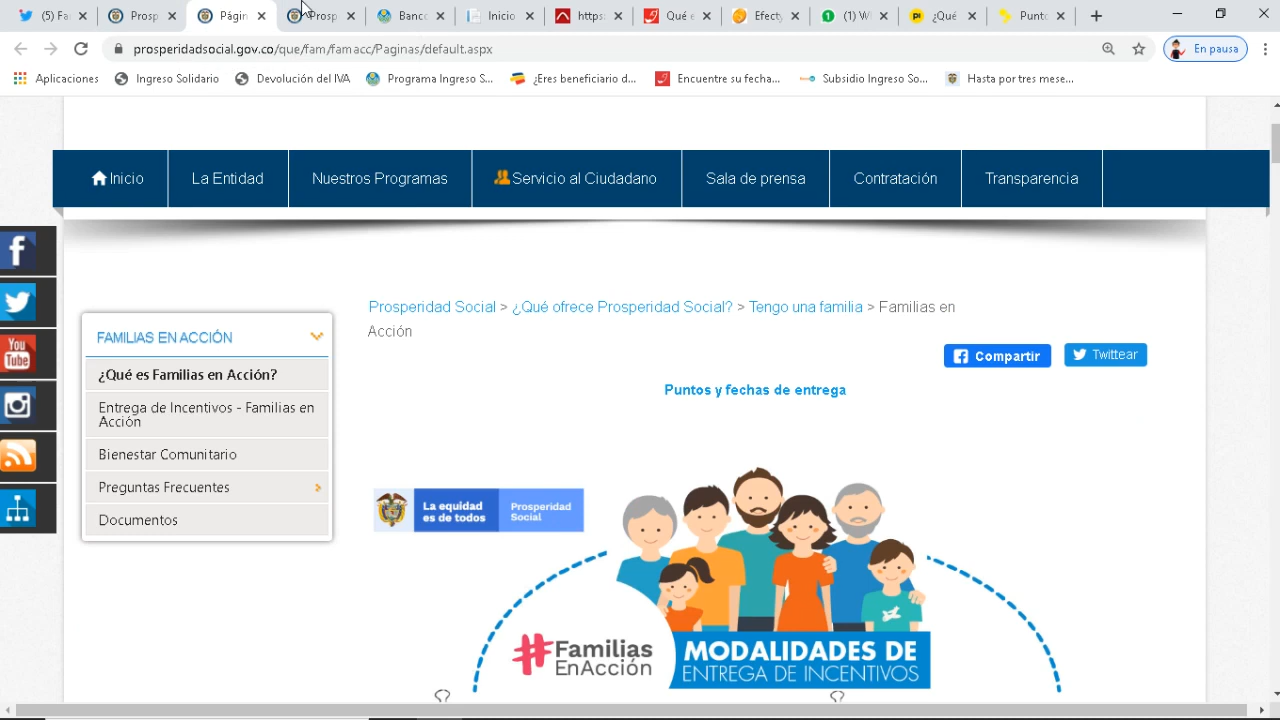 (5) Fa
Prosp
Págin
Prosp
Banco
Inicio
https:
Qué e
Efecty
(1) W
¿Qué
Punto
prosperidadsocial.gov.co/que/fam/famacc/Paginas/default.aspx
En pausa
Aplicaciones
Ingreso Solidario
Devolución del IVA
Programa Ingreso S...
¿Eres beneficiario d...
Encuentre su fecha...
Subsidio Ingreso So...
Hasta por tres mese...
Inicio
La Entidad
Nuestros Programas
Servicio al Ciudadano
Sala de prensa
Contratación
Transparencia
You
Tube
FAMILIAS EN ACCIÓN
¿Qué es Familias en Acción?
Entrega de Incentivos - Familias en
Acción
Bienestar Comunitario
Preguntas Frecuentes
Documentos
Prosperidad Social > ¿Qué ofrece Prosperidad Social? > Tengo una familia > Familias en
Acción
Compartir
Twittear
Puntos y fechas de entrega
La equidad
es de todos
Prosperidad
Social
#Familias
EnAcción
MODALIDADES DE
ENTREGA DE INCENTIVOS